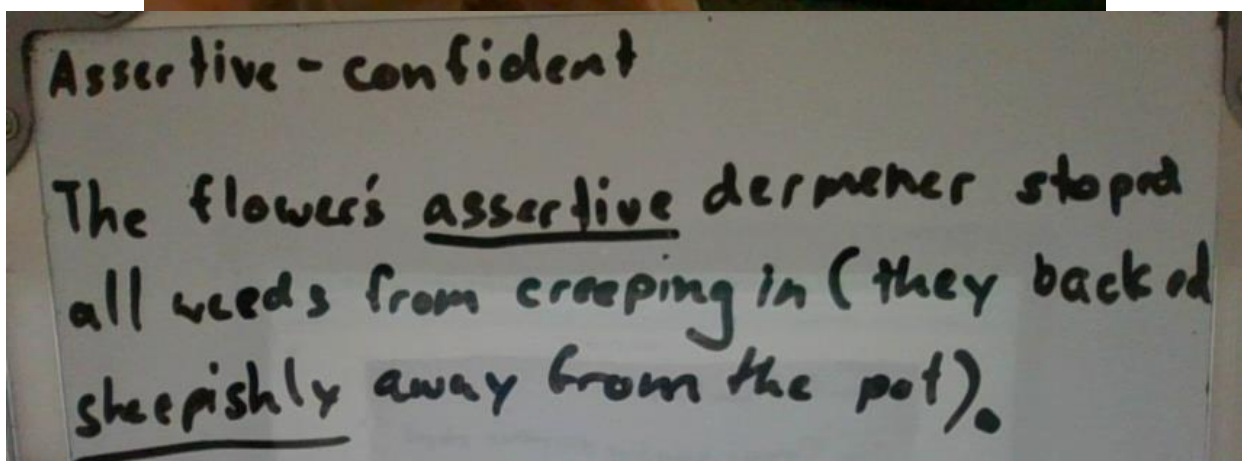 Assertive - confident
The flower's assertive dermener stoped
all weeds from creeping in (they backed
sheepishly away from the pot).